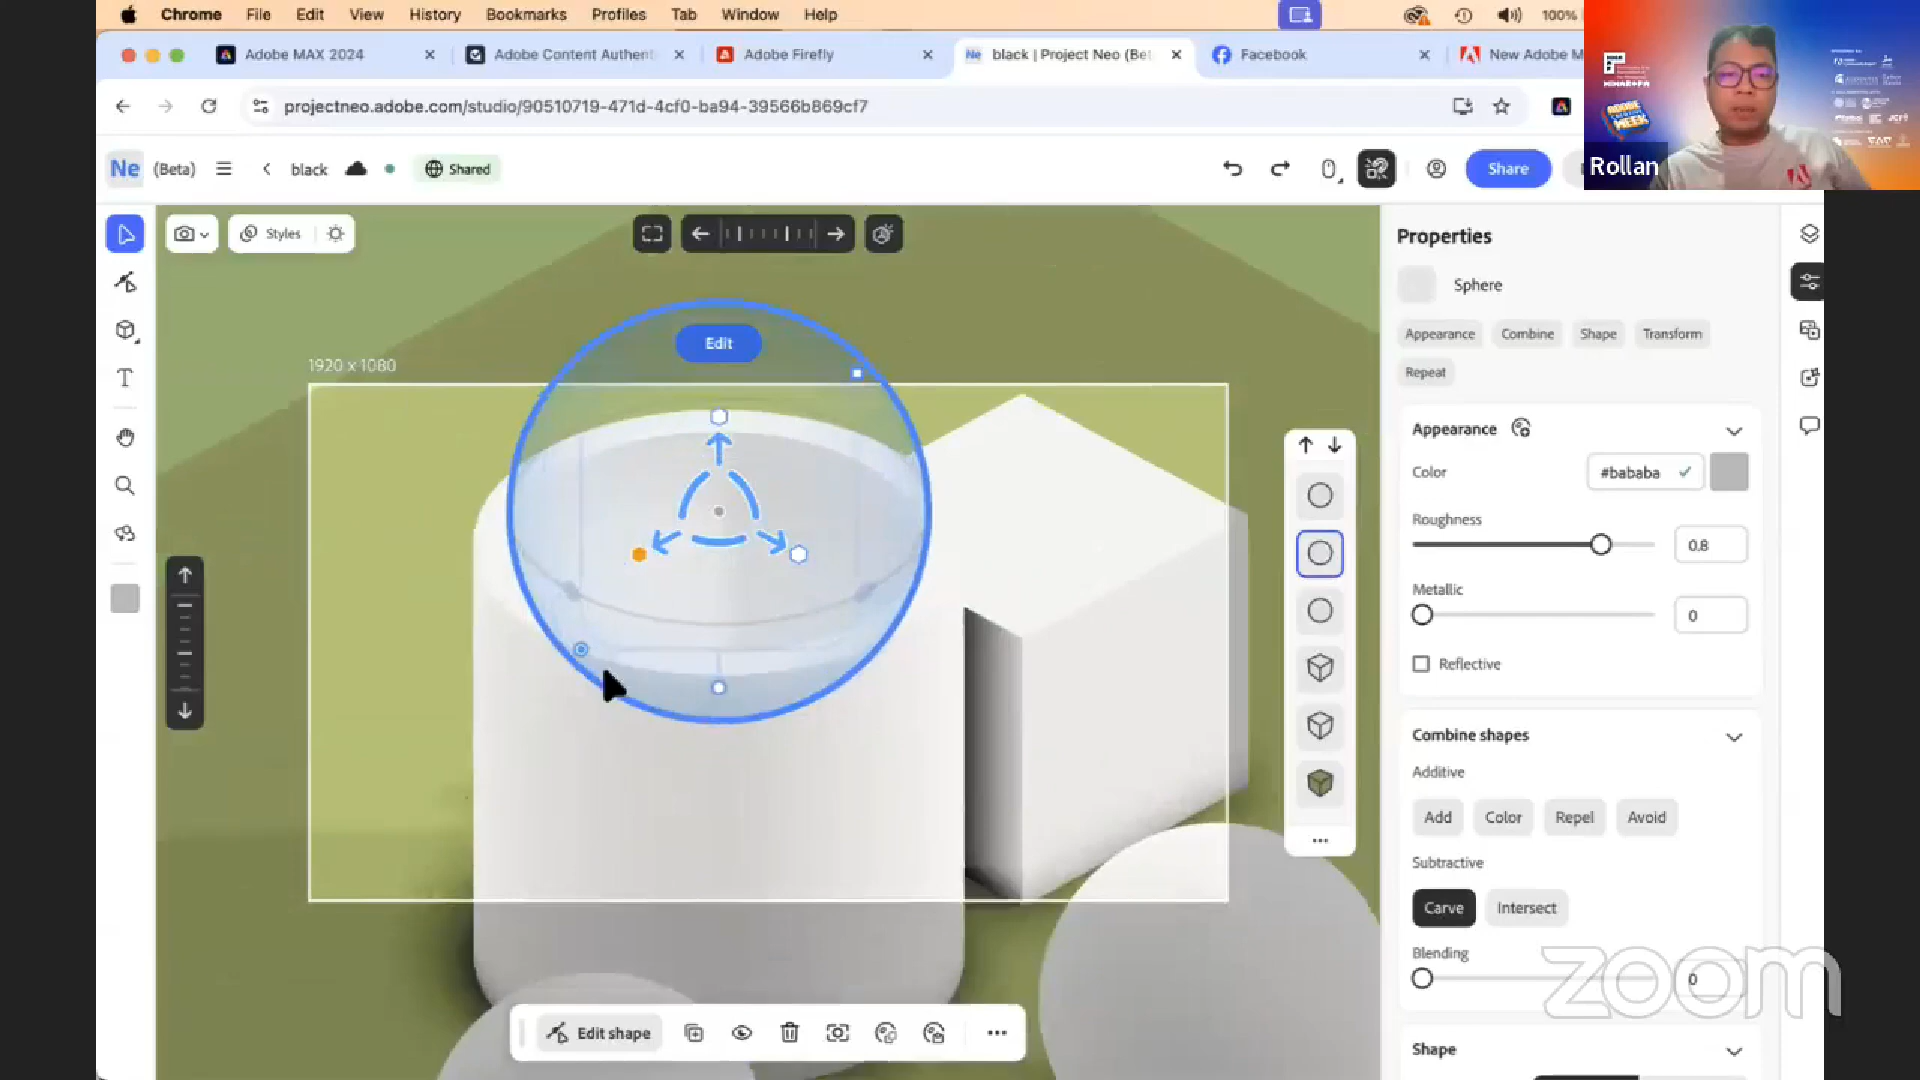 Chrome File Edit View History Bookmarks Profiles Tab Window Help 100%
Adobe MAX 2024 Adobe Content Authent Adobe Firefly Ne black | Project Neo (Bet Facebook New Adobe M
projectneo.adobe.com/studio/90510719-471d-4cf0-ba94-39566b869cf7
Ne (Beta) black Shared Share
Rollan
ADOBE
WEEK
Styles
Edit
1920 x 1080
Properties
Sphere
Appearance Combine Shape Transform
Repeat
Appearance
Color #bababa
Roughness
0.8
Metallic
0
Reflective
Combine shapes
Additive
Add Color Repel Avoid
Subtractive
Carve Intersect
Blending
0
Shape
Edit shape
zoom